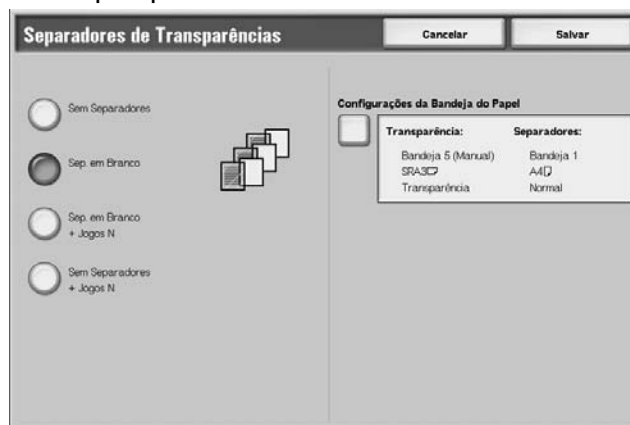 Separadores de Transparências
Cancelar
Salvar
Sem Separadores
Sep. em Branco
Sep. em Branco
+ Jogos N
Sem Separadores
+ Jogos N
Configurações da Bandeja do Papel
Transparência: Separadores:
Bandeja 5 (Manual) Bandeja 1
SRA3 A4
Transparência Normal